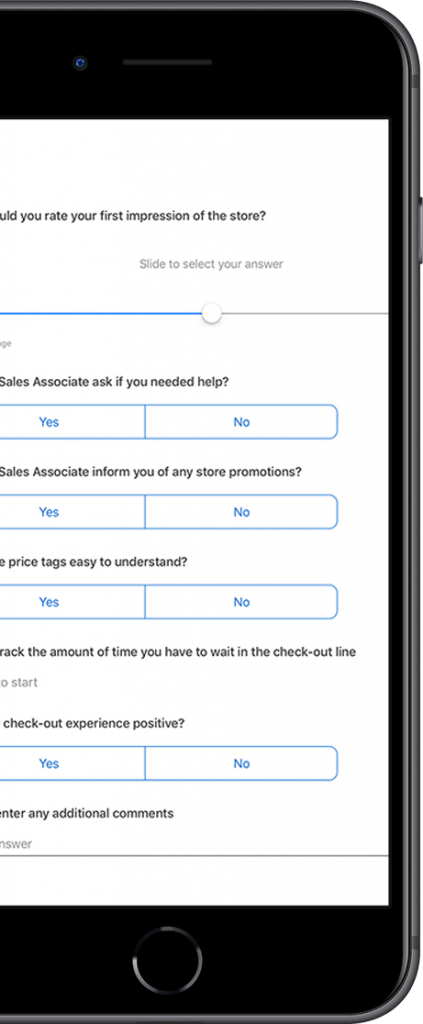 uld you rate your first impression of the store?
Slide to select your answer
age
Sales Associate ask if you needed help?
Yes No
Sales Associate inform you of any store promotions?
Yes No
e price tags easy to understand?
Yes No
rack the amount of time you have to wait in the check-out line
to start
check-out experience positive?
Yes No
enter any additional comments
nswer